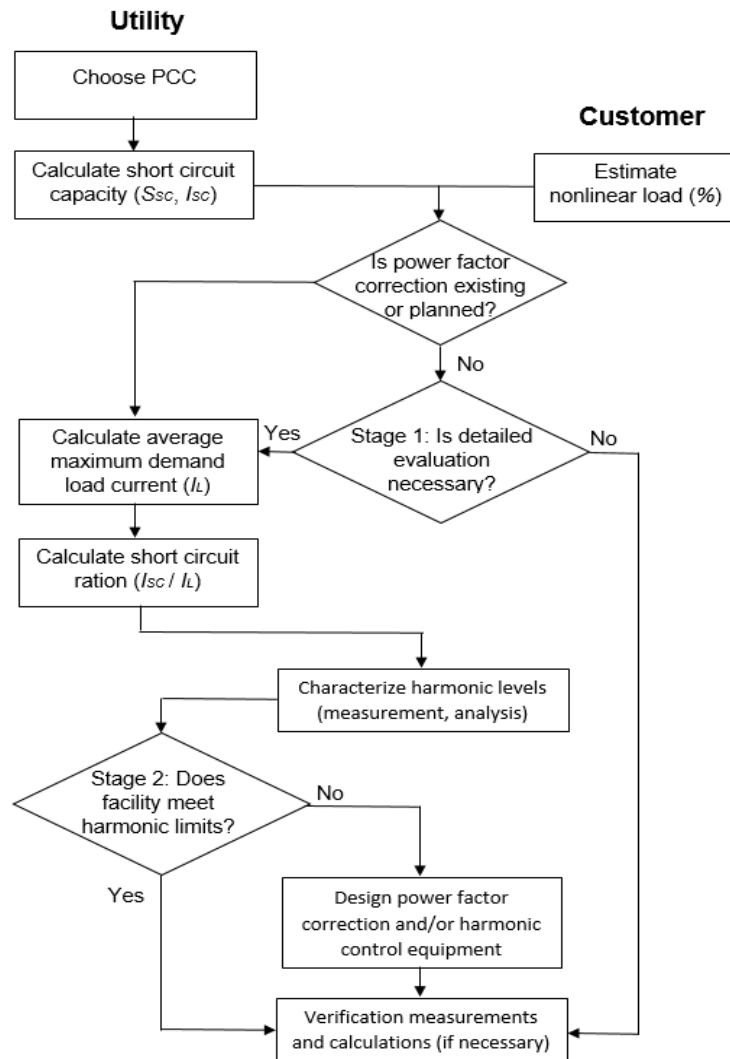 Utility
Choose PCC
Customer
Calculate short circuit
capacity (SSC, ISC)
Estimate
nonlinear load (%)
Is power factor
correction existing
or planned?
No
Stage 1: Is detailed
evaluation
necessary?
Yes
No
Calculate average
maximum demand
load current (IL)
Calculate short circuit
ration (ISC / IL)
Characterize harmonic levels
(measurement, analysis)
Stage 2: Does
facility meet
harmonic limits?
No
Yes
Design power factor
correction and/or harmonic
control equipment
Verification measurements
and calculations (if necessary)